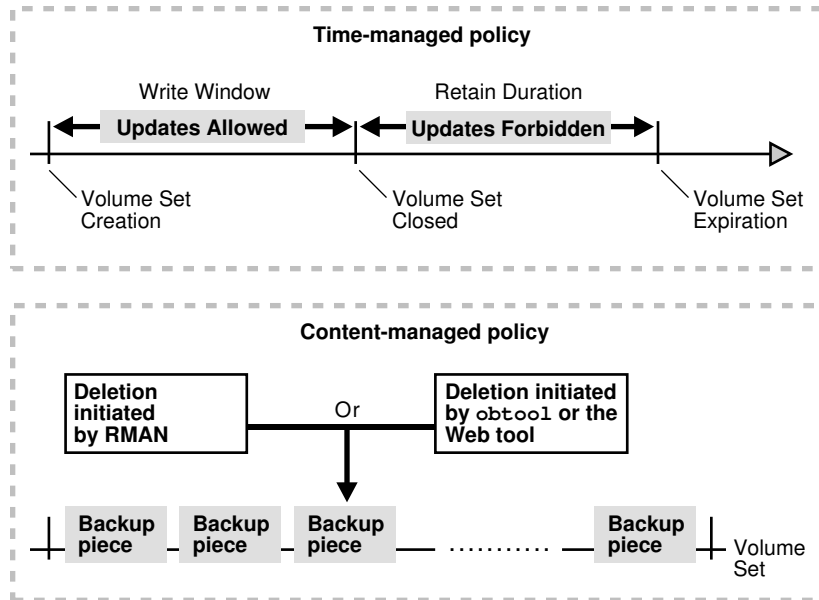 Time-managed policy
Write Window
Retain Duration
Updates Allowed
Updates Forbidden
Volume Set
Creation
Volume Set
Closed
Volume Set
Expiration
Content-managed policy
Deletion
initiated
by RMAN
Or
Deletion initiated
by obtool or the
Web tool
Backup
piece
Backup
piece
Backup
piece
...........
Backup
piece
Volume
Set